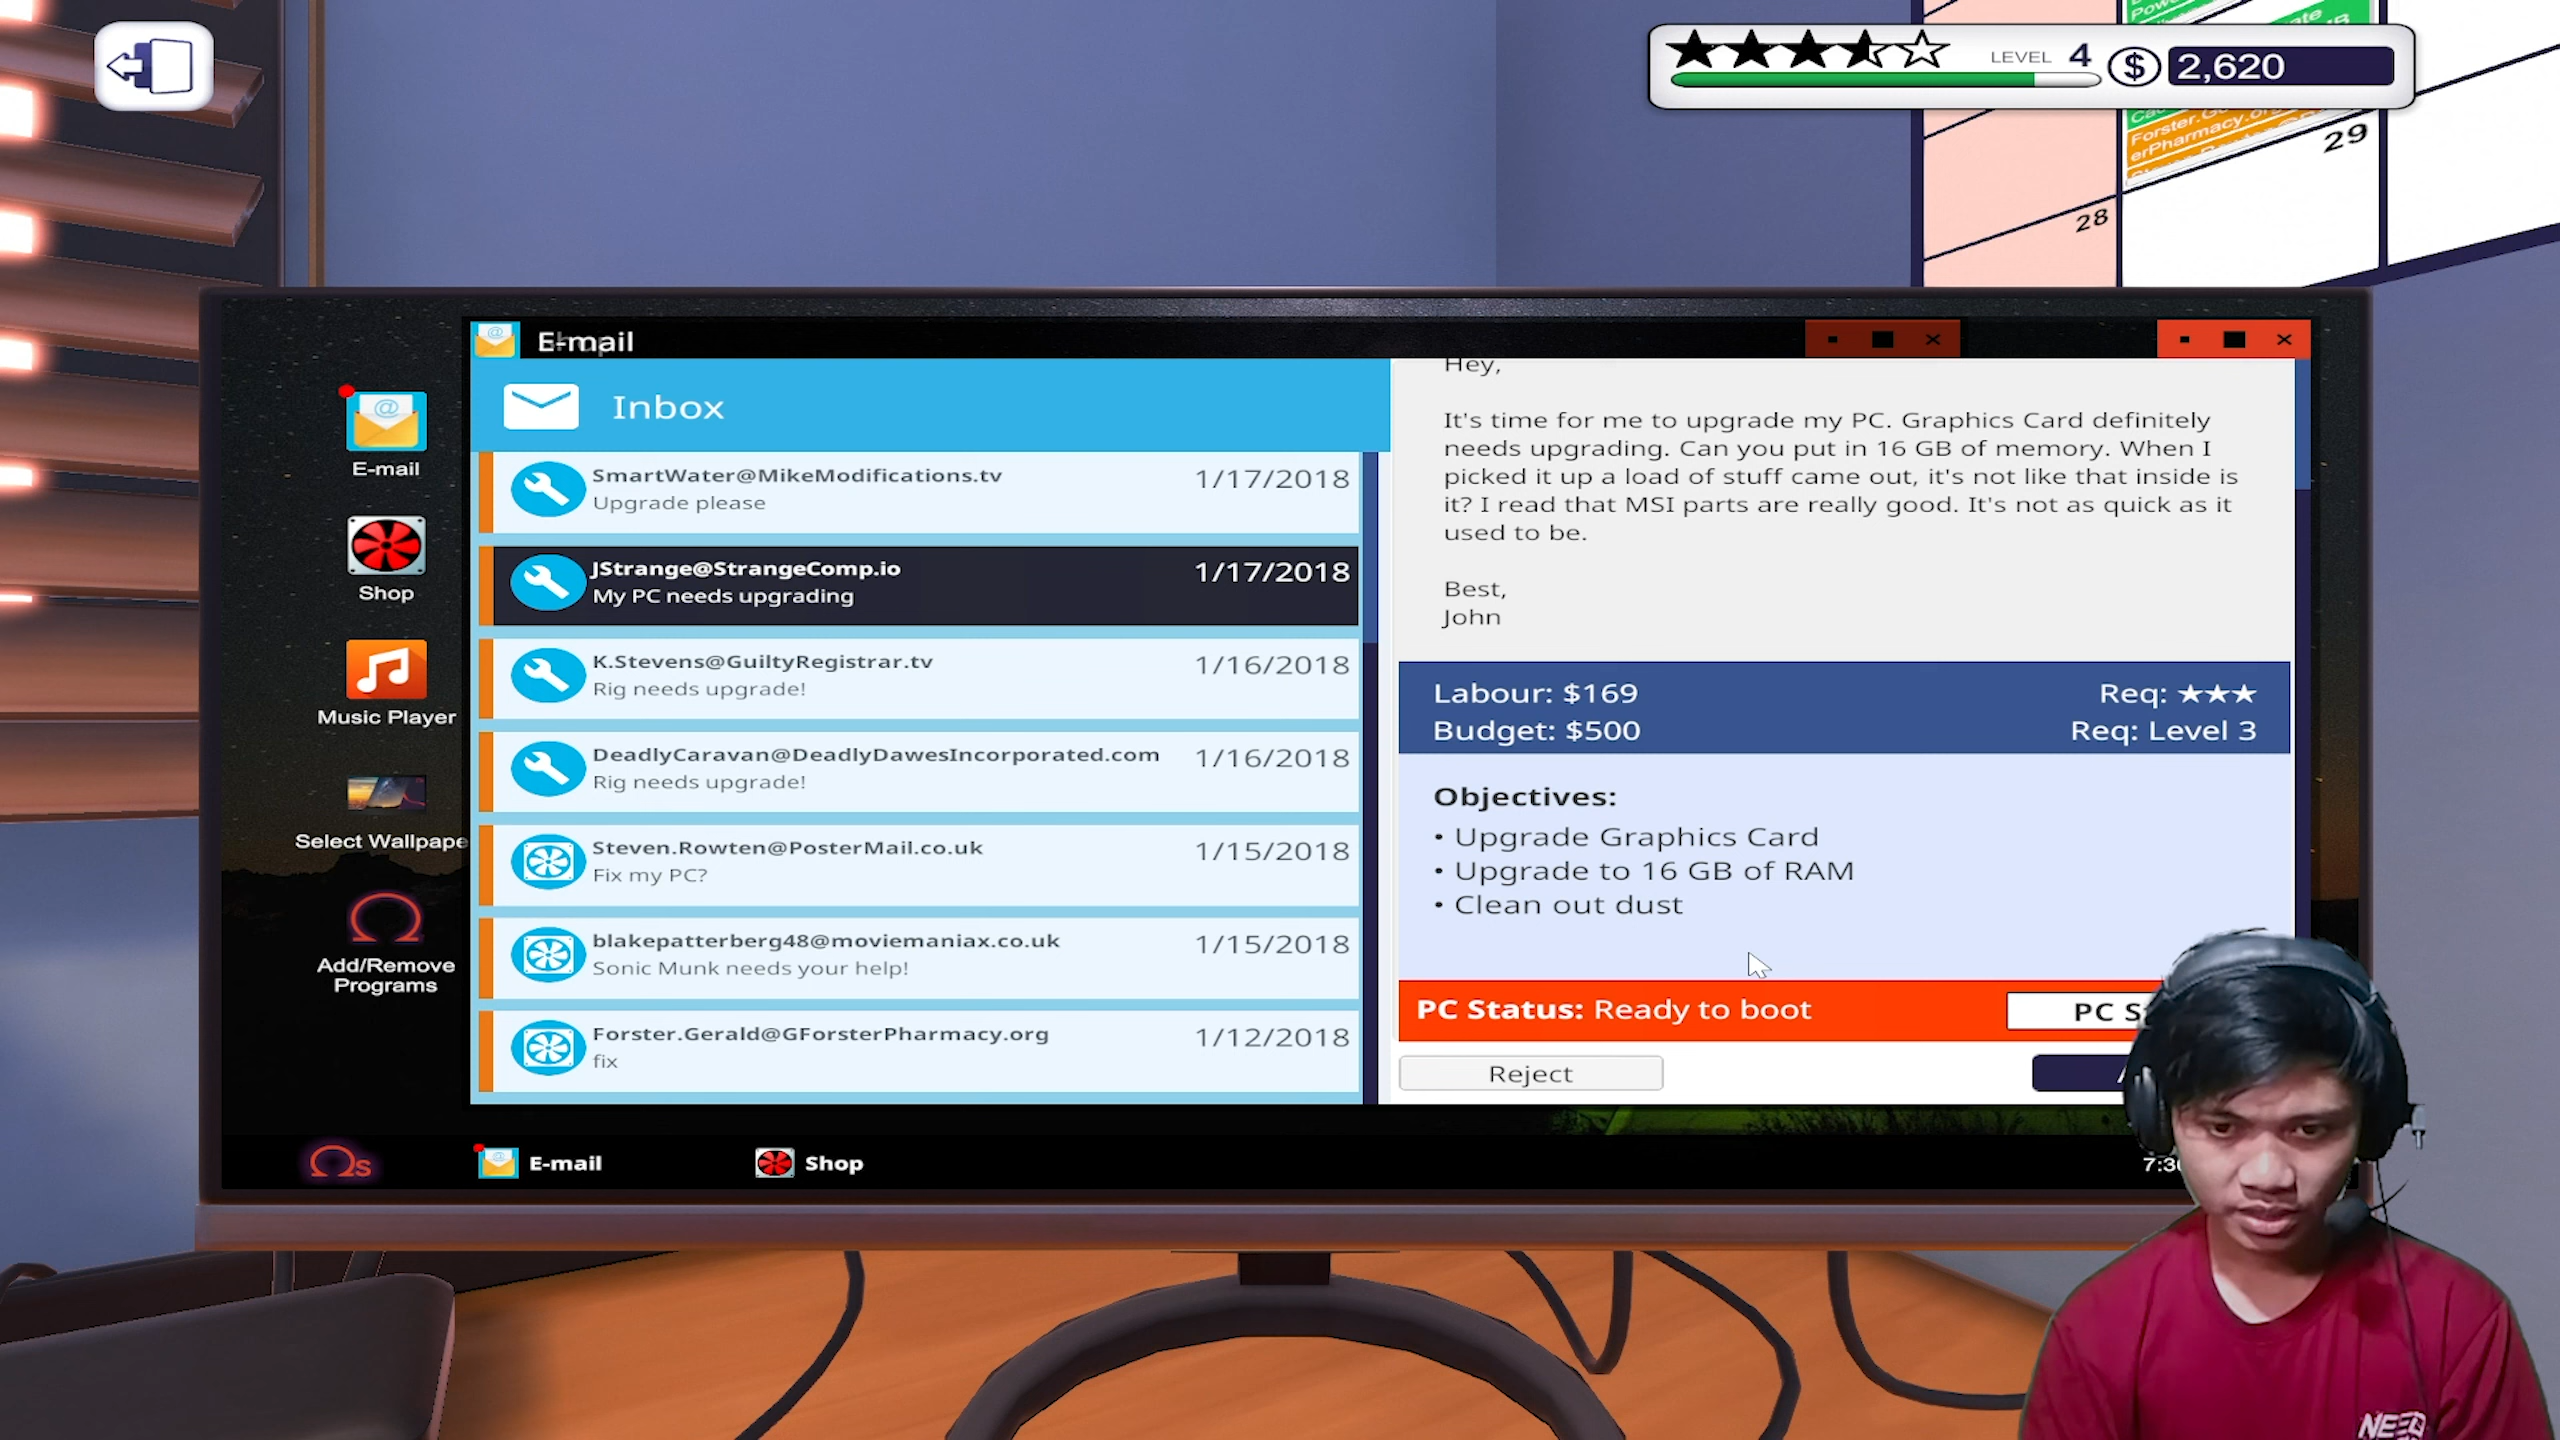 LEVEL 4 $ 2,620
29
28
E-mail
Inbox
SmartWater@MikeModifications.tv 1/17/2018
Upgrade please
JStrange@StrangeComp.io 1/17/2018
My PC needs upgrading
K.Stevens@GuiltyRegistrar.tv 1/16/2018
Rig needs upgrade!
DeadlyCaravan@DeadlyDawesIncorporated.com 1/16/2018
Rig needs upgrade!
Steven.Rowten@PosterMail.co.uk 1/15/2018
Fix my PC?
blakepatterberg48@moviemaniax.co.uk 1/15/2018
Sonic Munk needs your help!
Forster.Gerald@GForsterPharmacy.org 1/12/2018
fix
Hey,
It's time for me to upgrade my PC. Graphics Card definitely
needs upgrading. Can you put in 16 GB of memory. When I
picked it up a load of stuff came out, it's not like that inside is
it? I read that MSI parts are really good. It's not as quick as it
used to be.
Best,
John
Labour: $169 Req: ★★★
Budget: $500 Req: Level 3
Objectives:
• Upgrade Graphics Card
• Upgrade to 16 GB of RAM
• Clean out dust
PC Status: Ready to boot PC
Reject
E-mail
Shop
Music Player
Select Wallpape
Add/Remove
Programs
Ωs E-mail Shop